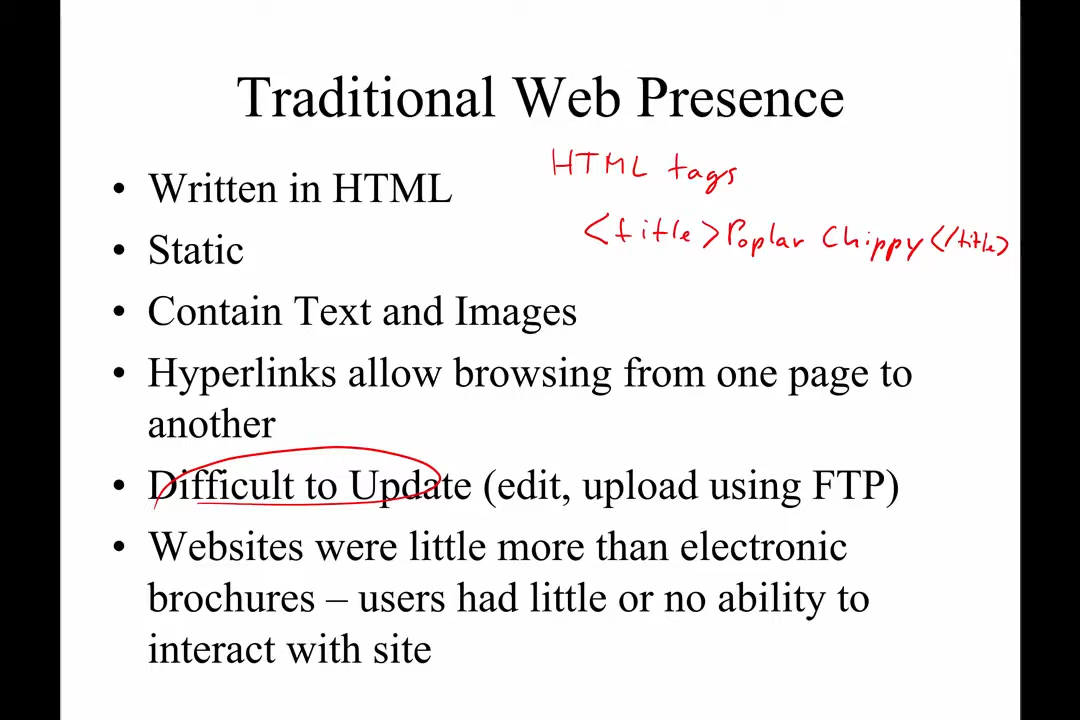 Traditional Web Presence
HTML tags
• Written in HTML
<title>Poplar Chippy</title>
• Static
• Contain Text and Images
• Hyperlinks allow browsing from one page to
another
• Difficult to Update (edit, upload using FTP)
• Websites were little more than electronic
brochures – users had little or no ability to
interact with site